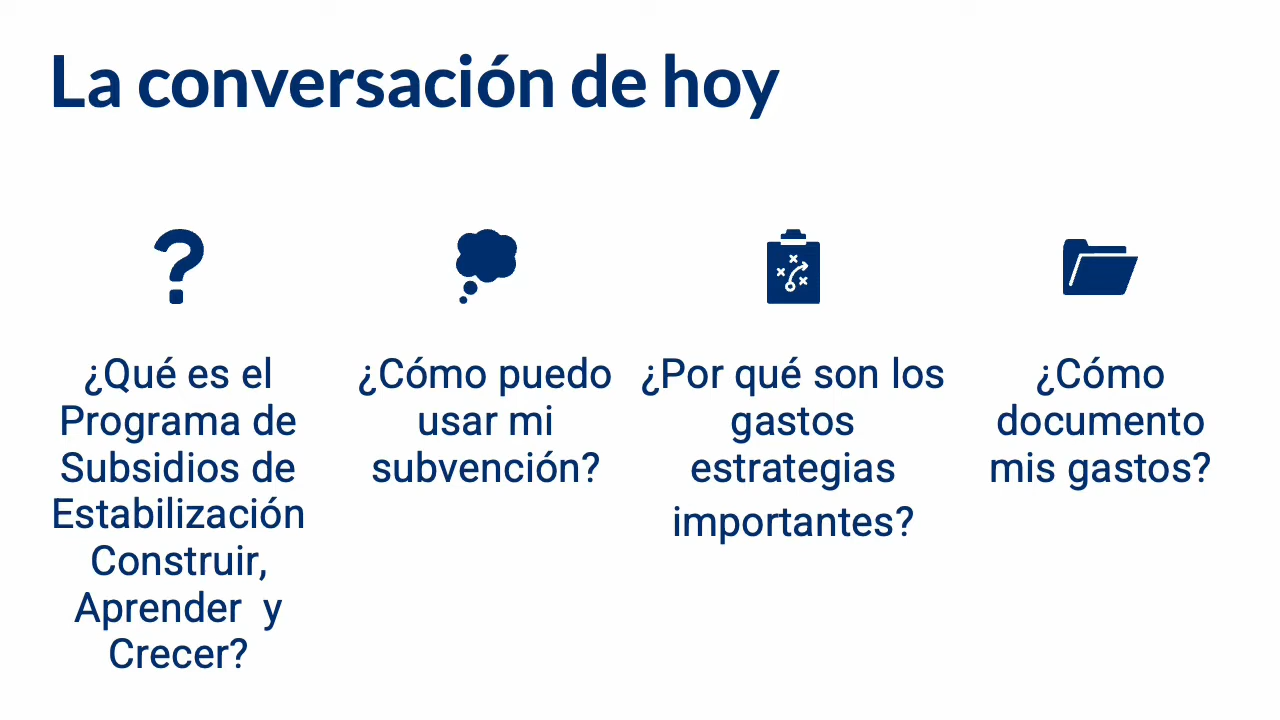 La conversación de hoy
¿Qué es el
Programa de
Subsidios de
Estabilización
Construir,
Aprender y
Crecer?
¿Cómo puedo
usar mi
subvención?
¿Por qué son los
gastos
estrategias
importantes?
¿Cómo
documento
mis gastos?